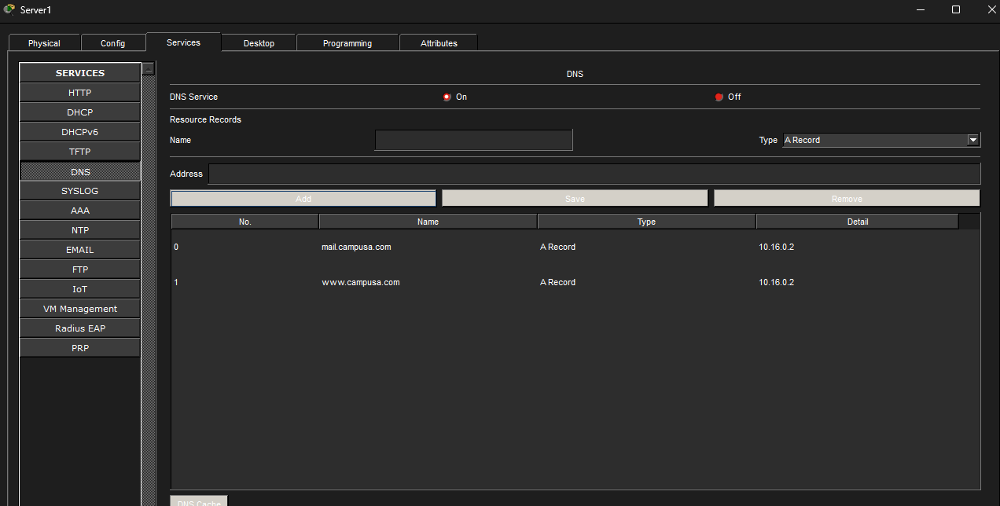 Server1
Physical Config Services Desktop Programming Attributes
SERVICES
HTTP
DHCP
DHCPv6
TFTP
DNS
SYSLOG
AAA
NTP
EMAIL
FTP
IoT
VM Management
Radius EAP
PRP
DNS
DNS Service On Off
Resource Records
Name Type A Record
Address
Add Save Remove
No. Name Type Detail
0 mail.campusa.com A Record 10.16.0.2
1 www.campusa.com A Record 10.16.0.2
DNS Cache